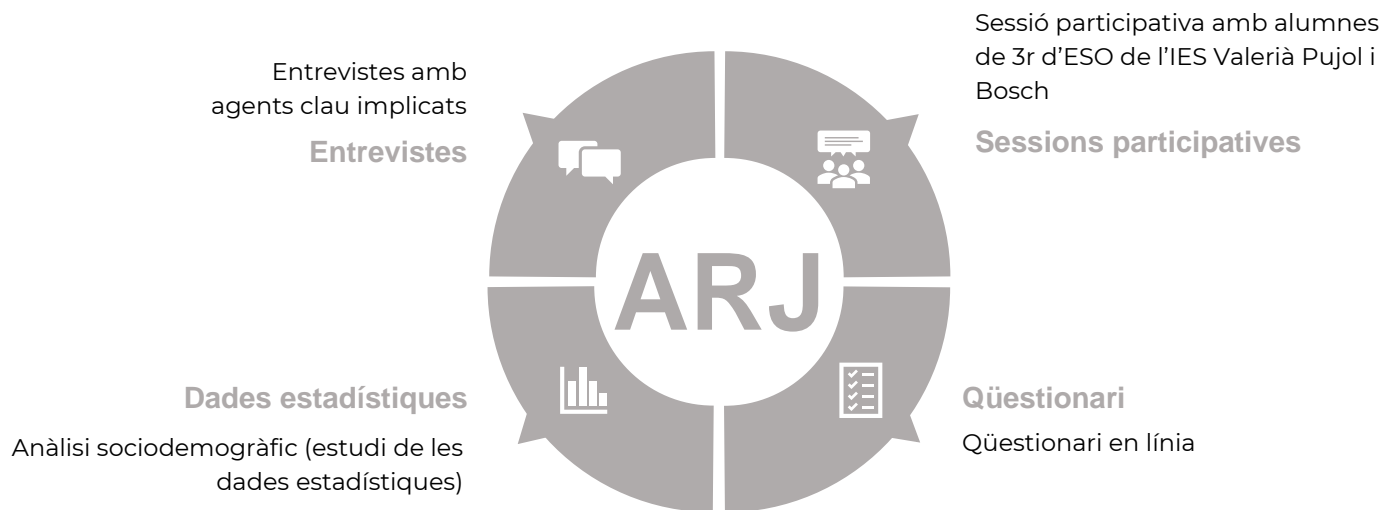 Entrevistes amb
agents clau implicats
Entrevistes
Sessió participativa amb alumnes
de 3r d’ESO de l’IES Valerià Pujol i
Bosch
Sessions participatives
ARJ
Dades estadístiques
Anàlisi sociodemogràfic (estudi de les
dades estadístiques)
Qüestionari
Qüestionari en línia